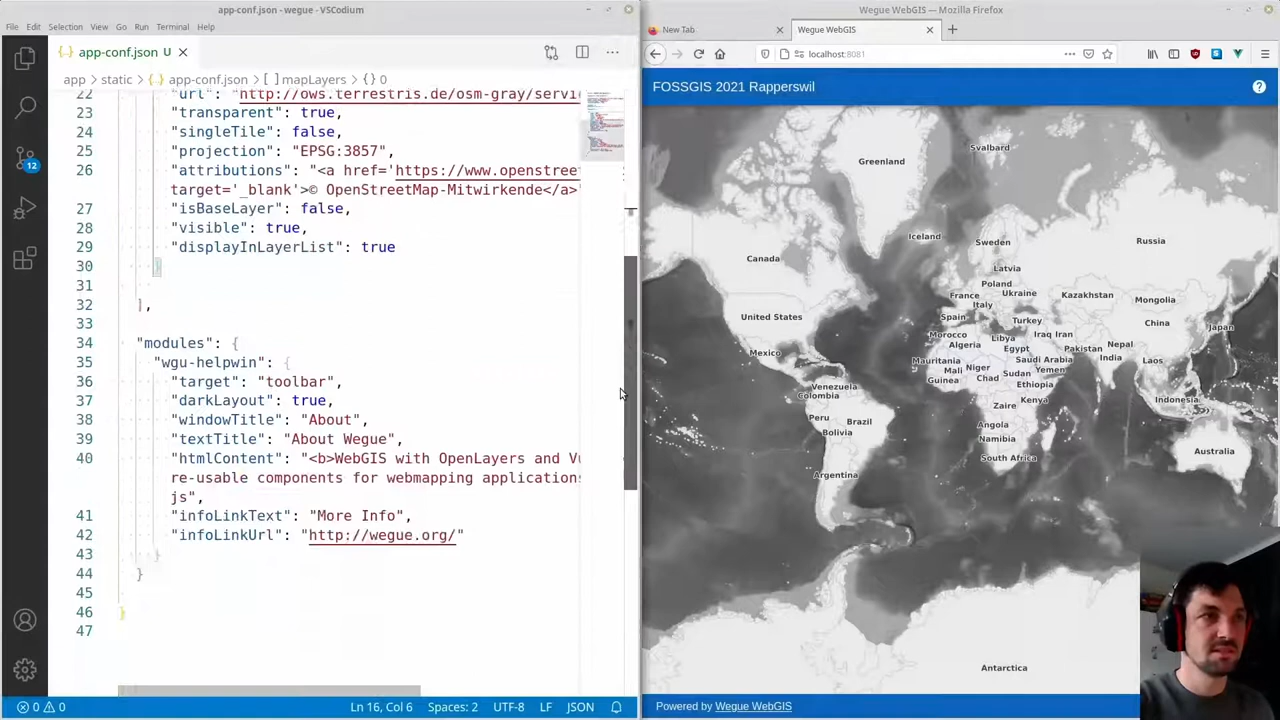 app-conf.json - wegue - VSCodium
File Edit Selection View Go Run Terminal Help
app-conf.json U
app > static > app-conf.json > [ ] mapLayers > {} 0
12
22 "url": "http://ows.terrestris.de/osm-gray/servi
23 "transparent": true,
24 "singleTile": false,
25 "projection": "EPSG:3857",
26 "attributions": "<a href='https://www.openstreet
target='_blank'>© OpenStreetMap-Mitwirkende</a>"
27 "isBaseLayer": false,
28 "visible": true,
29 "displayInLayerList": true
30 }
31
32 ],
33
34 "modules": {
35 "wgu-helpwin": {
36 "target": "toolbar",
37 "darkLayout": true,
38 "windowTitle": "About",
39 "textTitle": "About Wegue",
40 "htmlContent": "<b>WebGIS with OpenLayers and Vu
re-usable components for webmapping applications
js",
41 "infoLinkText": "More Info",
42 "infoLinkUrl": "http://wegue.org/"
43 }
44 }
45
46 }
47
0 0
Ln 16, Col 6 Spaces: 2 UTF-8 LF JSON
Wegue WebGIS — Mozilla Firefox
New Tab
Wegue WebGIS
localhost:8081
FOSSGIS 2021 Rapperswil
?
Greenland
Svalbard
Iceland
Sweden
Russia
Canada
Latvia
Poland
Ukraine
France
Italy
Kazakhstan
Mongolia
United States
Spain
Turkey
China
Japan
Morocco
Algeria
Libya
Iraq
Iran
Egypt
Pakistan
Nepal
India
Mexico
Mauritania
Mali
Niger
Chad
Sudan
Saudi Arabia
Yemen
Laos
Guinea
Ethiopia
Venezuela
Colombia
Zaire
Kenya
Indonesia
Peru
Brazil
Bolivia
Angola
Namibia
Australia
South Africa
Argentina
Antarctica
Powered by Wegue WebGIS